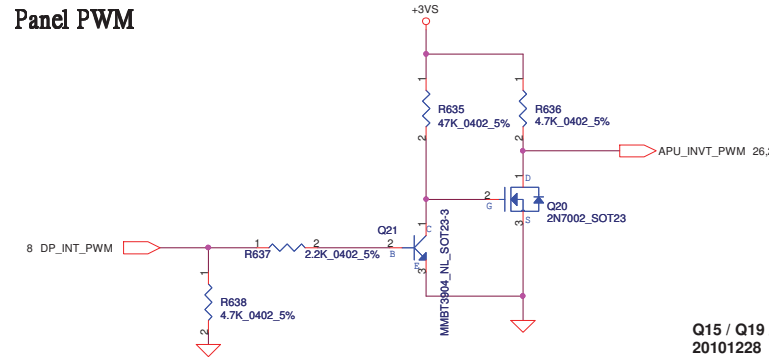 Panel PWM
+3VS
1
1
R635
47K_0402_5%
R636
4.7K_0402_5%
2
2
APU_INVT_PWM 26,
1
D
2
G
Q20
2N7002_SOT23
S
3
1
C
Q21
8 DP_INT_PWM
1
2
2
B
R637
2.2K_0402_5%
E
3
MMBT3904_NL_SOT23-3
1
R638
4.7K_0402_5%
2
Q15 / Q19
20101228